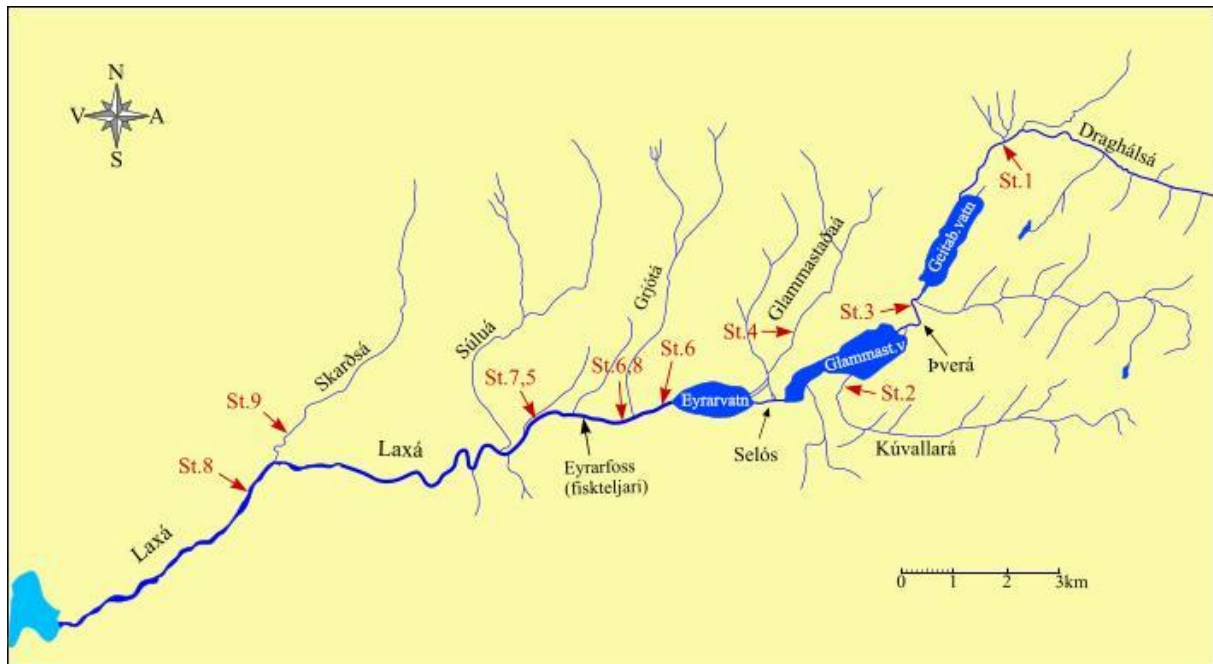 N
V A
S
Draghálsá
St.1
Geitab.vatn
Glammastaðaá
Grjótá
St.3
St.4
Súluá
Glammst.v
Þverá
St.6
St.6,8
St.7,5
Skarðsá
Eyrarvatn
St.2
St.9
Laxá
Kúvallará
Selós
Eyrarfoss
(fiskteljari)
St.8
Laxá
0 1 2 3km